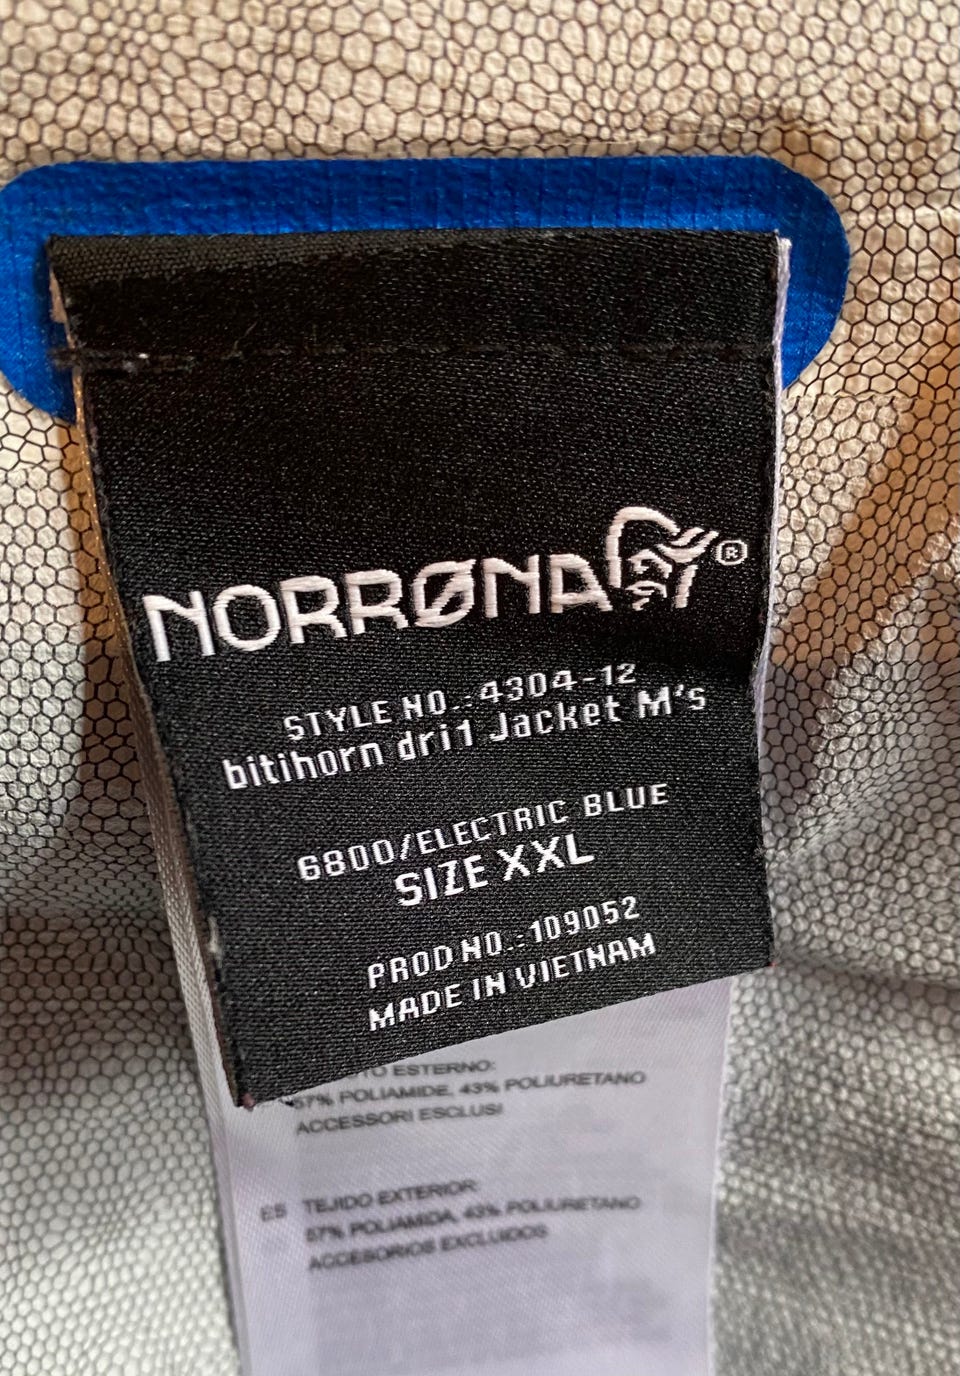 NORRØNA®
STYLE NO.:4304-12
bitihorn dri1 Jacket M's
6800/ELECTRIC BLUE
SIZE XXL
PROD NO.:109052
MADE IN VIETNAM
ESTERNO:
57% POLIAMIDE, 43% POLIURETANO
ACCESSORI ESCLUSI
ES TEJIDO EXTERIOR:
57% POLIAMIDA, 43% POLIURETANO
ACCESORIOS EXCLUIDOS